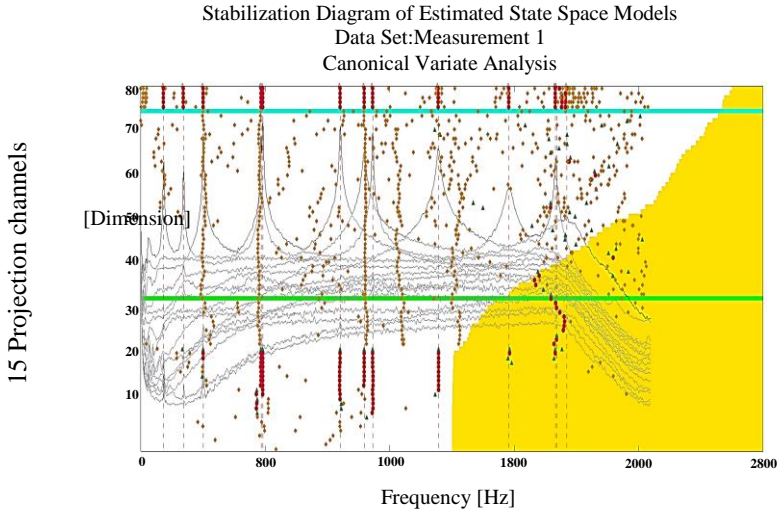 Stabilization Diagram of Estimated State Space Models
Data Set:Measurement 1
Canonical Variate Analysis
15 Projection channels
[Dimension]
80
70
60
50
40
30
20
10
0 800 1000 1800 2000 2800
Frequency [Hz]